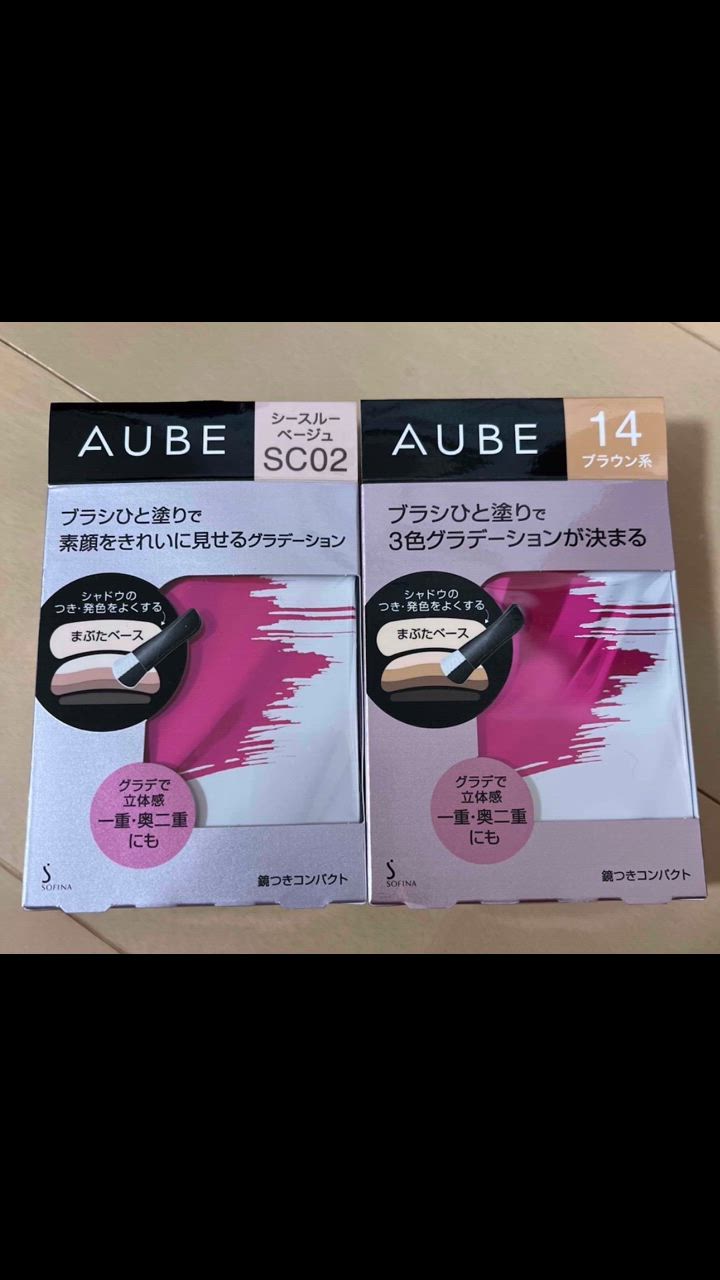 AUBE
シースルー
ベージュ
SC02
ブラシひと塗りで
素顔をきれいに見せるグラデーション
シャドウの
つき・発色をよくする
まぶたベース
グラデで
立体感
一重・奥二重
にも
SOFINA
鏡つきコンパクト
AUBE
14
ブラウン系
ブラシひと塗りで
3色グラデーションが決まる
シャドウの
つき・発色をよくする
まぶたベース
グラデで
立体感
一重・奥二重
にも
SOFINA
鏡つきコンパクト